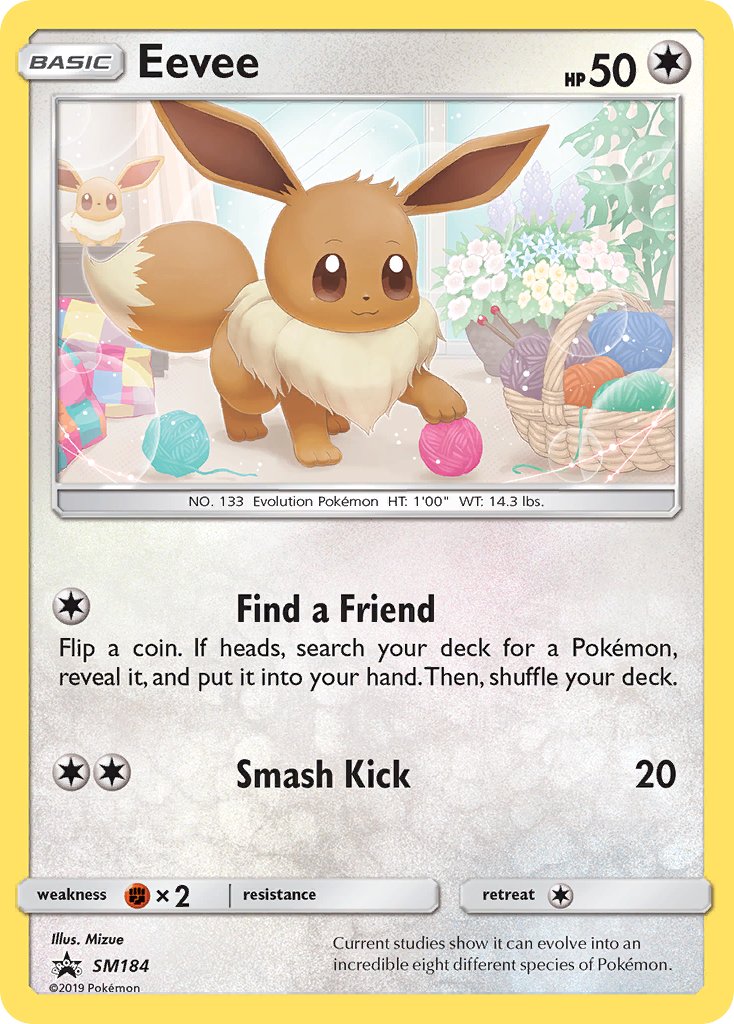 BASIC Eevee HP 50
NO. 133 Evolution Pokémon HT: 1'00" WT: 14.3 lbs.
Find a Friend
Flip a coin. If heads, search your deck for a Pokémon,
reveal it, and put it into your hand. Then, shuffle your deck.
Smash Kick 20
weakness × 2 resistance retreat
Illus. Mizue
SM184
©2019 Pokémon
Current studies show it can evolve into an
incredible eight different species of Pokémon.